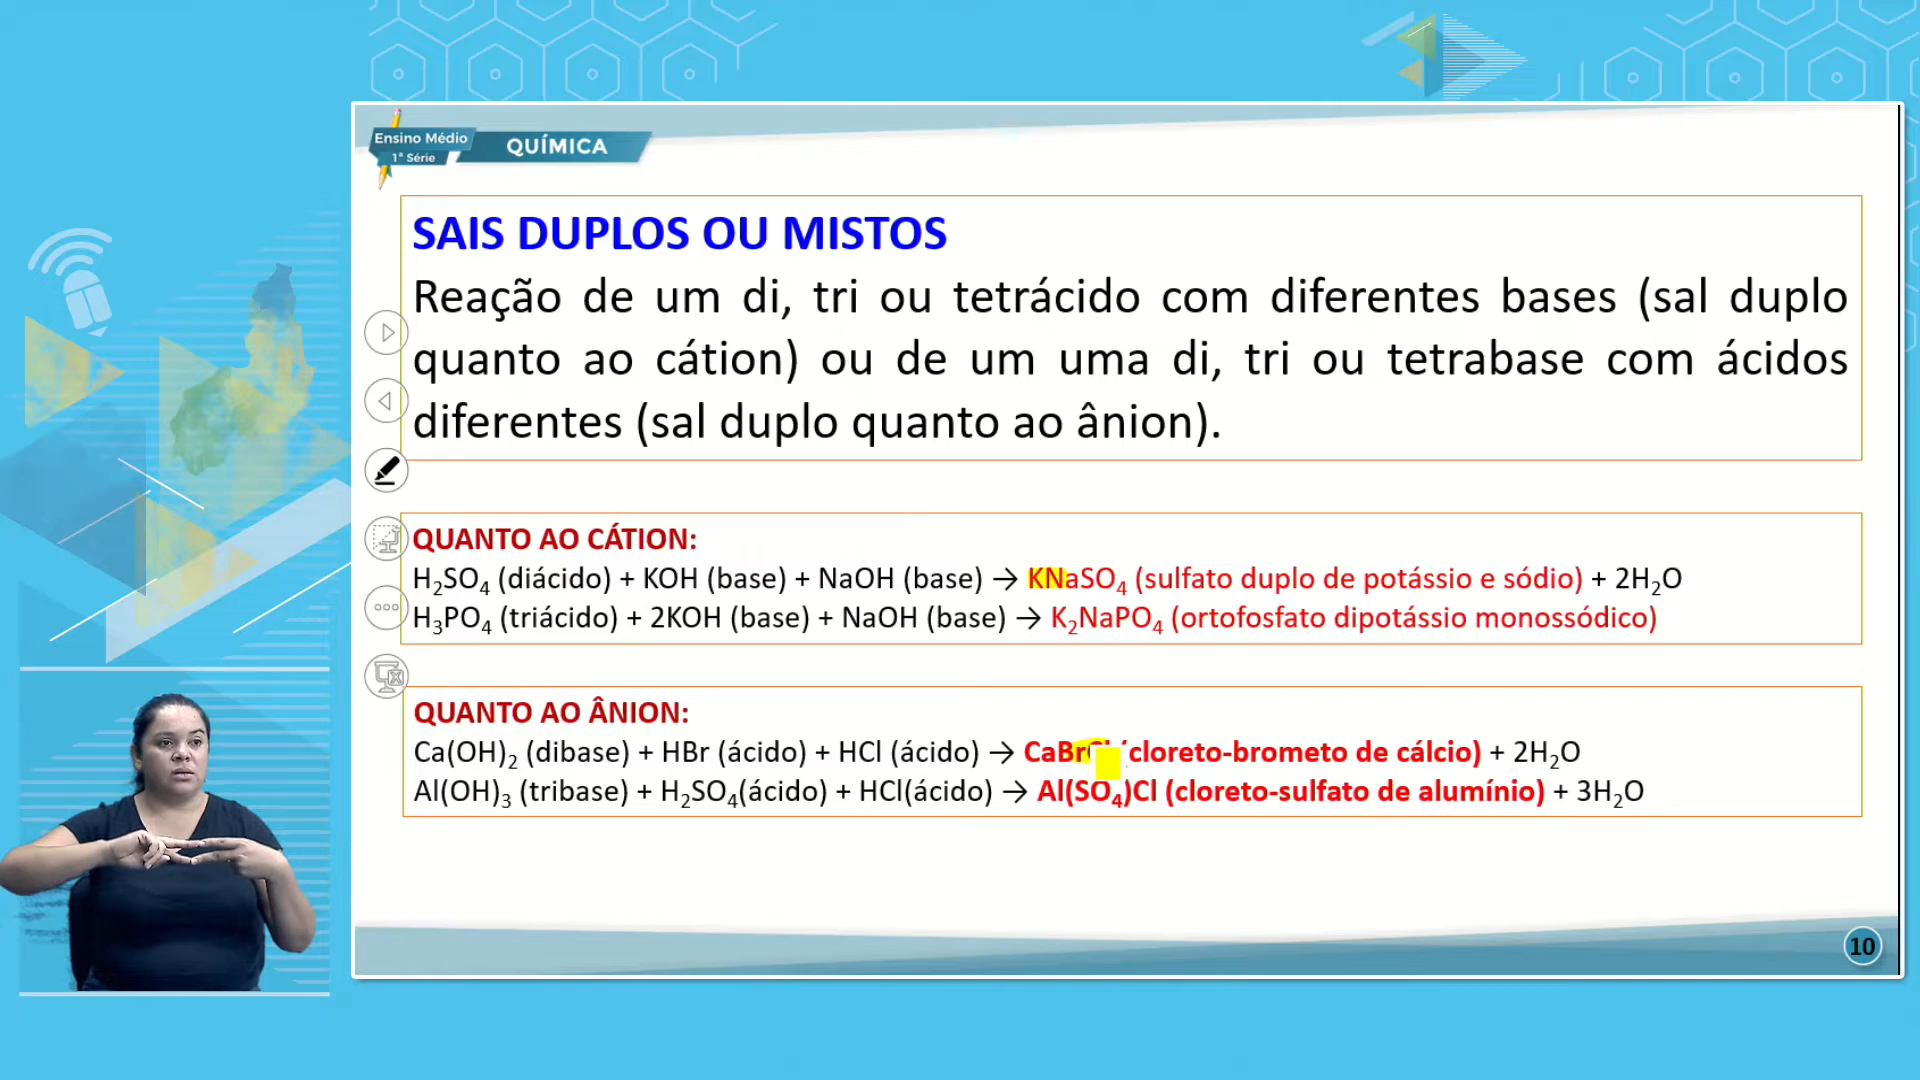 Ensino Médio
1ª Série
QUÍMICA
SAIS DUPLOS OU MISTOS
Reação de um di, tri ou tetrácido com diferentes bases (sal duplo
quanto ao cátion) ou de um uma di, tri ou tetrabase com ácidos
diferentes (sal duplo quanto ao ânion).
QUANTO AO CÁTION:
H₂SO₄ (diácido) + KOH (base) + NaOH (base) → KNaSO₄ (sulfato duplo de potássio e sódio) + 2H₂O
H₃PO₄ (triácido) + 2KOH (base) + NaOH (base) → K₂NaPO₄ (ortofosfato dipotássio monossódico)
QUANTO AO ÂNION:
Ca(OH)₂ (dibase) + HBr (ácido) + HCl (ácido) → CaBrCl (cloreto-brometo de cálcio) + 2H₂O
Al(OH)₃ (tribase) + H₂SO₄(ácido) + HCl(ácido) → Al(SO₄)Cl (cloreto-sulfato de alumínio) + 3H₂O
10